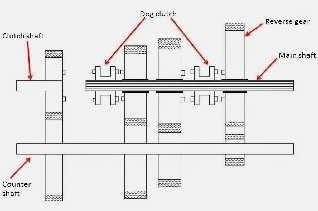 Dog clutch
Reverse gear
Clutch shaft
Main shaft
Counter
shaft